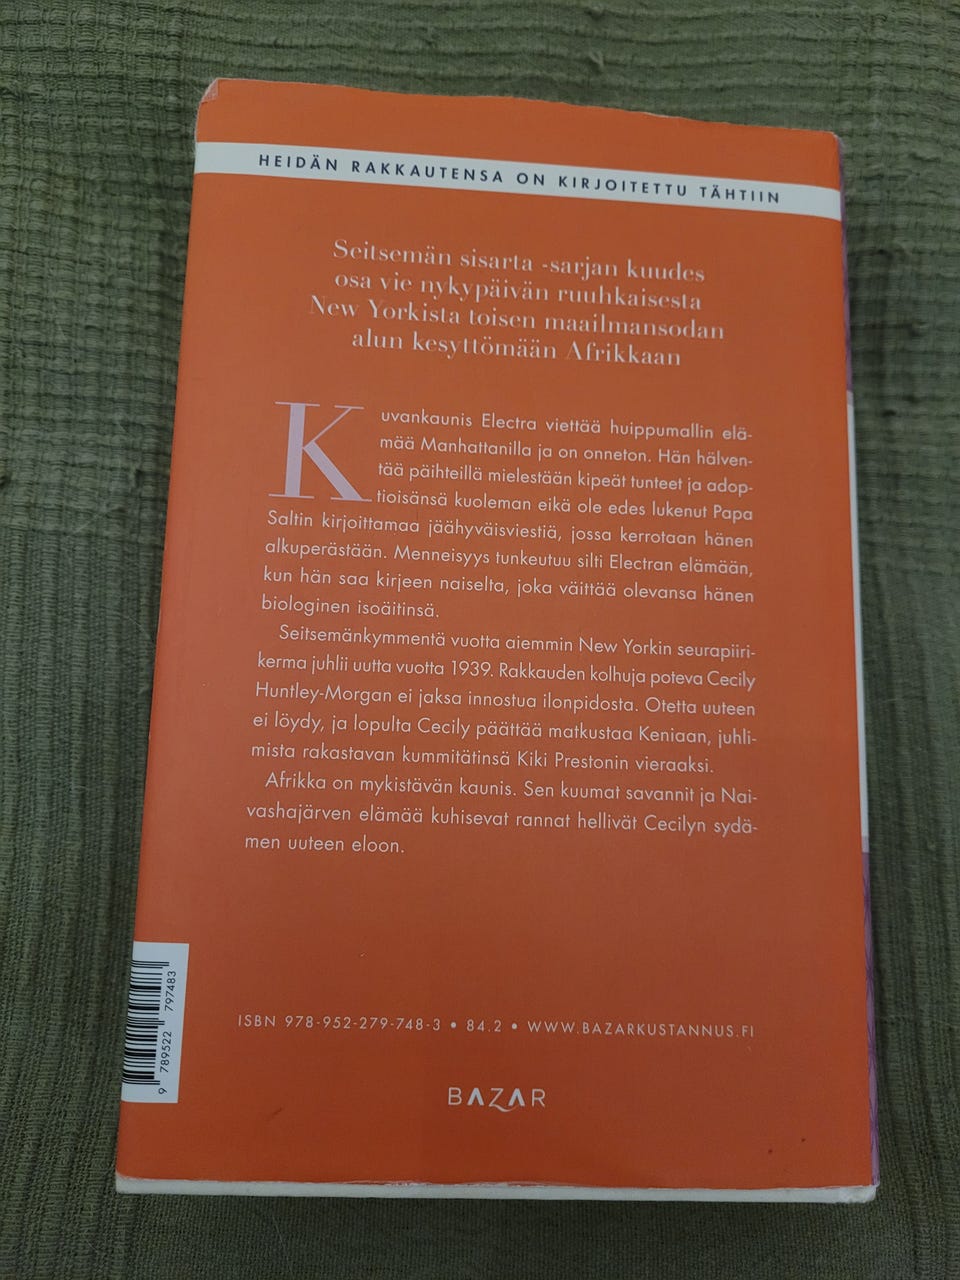 HEIDÄN RAKKAUTENSA ON KIRJOITETTU TÄHTIIN
Seitsemän sisarta -sarjan kuudes
osa vie nykypäivän ruuhkaisesta
New Yorkista toisen maailmansodan
alun kesyttömään Afrikkaan
Kuvankaunis Electra viettää huippumallin elä-
mää Manhattanilla ja on onneton. Hän hälven-
tää päihteillä mielestään kipeät tunteet ja adop-
tioisänsä kuoleman eikä ole edes lukenut Papa
Saltin kirjoittamaa jäähyväisviestiä, jossa kerrotaan hänen
alkuperästään. Menneisyys tunkeutuu silti Electran elämään,
kun hän saa kirjeen naiselta, joka väittää olevansa hänen
biologinen isoäitinsä.
Seitsemänkymmentä vuotta aiemmin New Yorkin seurapiiri-
kerma juhlii uutta vuotta 1939. Rakkauden kolhuja poteva Cecily
Huntley-Morgan ei jaksa innostua ilonpidosta. Otetta uuteen
ei löydy, ja lopulta Cecily päättää matkustaa Keniaan, juhli-
mista rakastavan kummitätinsä Kiki Prestonin vieraaksi.
Afrikka on mykistävän kaunis. Sen kuumat savannit ja Nai-
vashajärven elämää kuhisevat rannat hellivät Cecilyn sydä-
men uuteen eloon.
9 789522 797483
ISBN 978-952-279-748-3 • 84.2 • WWW.BAZARKUSTANNUS.FI
BAZAR